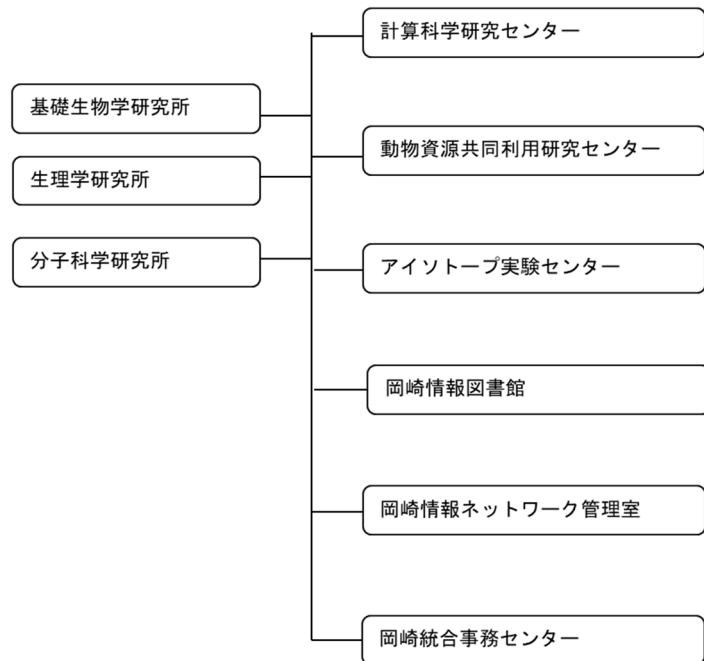 基礎生物学研究所
生理学研究所
分子科学研究所
計算科学研究センター
動物資源共同利用研究センター
アイソトープ実験センター
岡崎情報図書館
岡崎情報ネットワーク管理室
岡崎統合事務センター